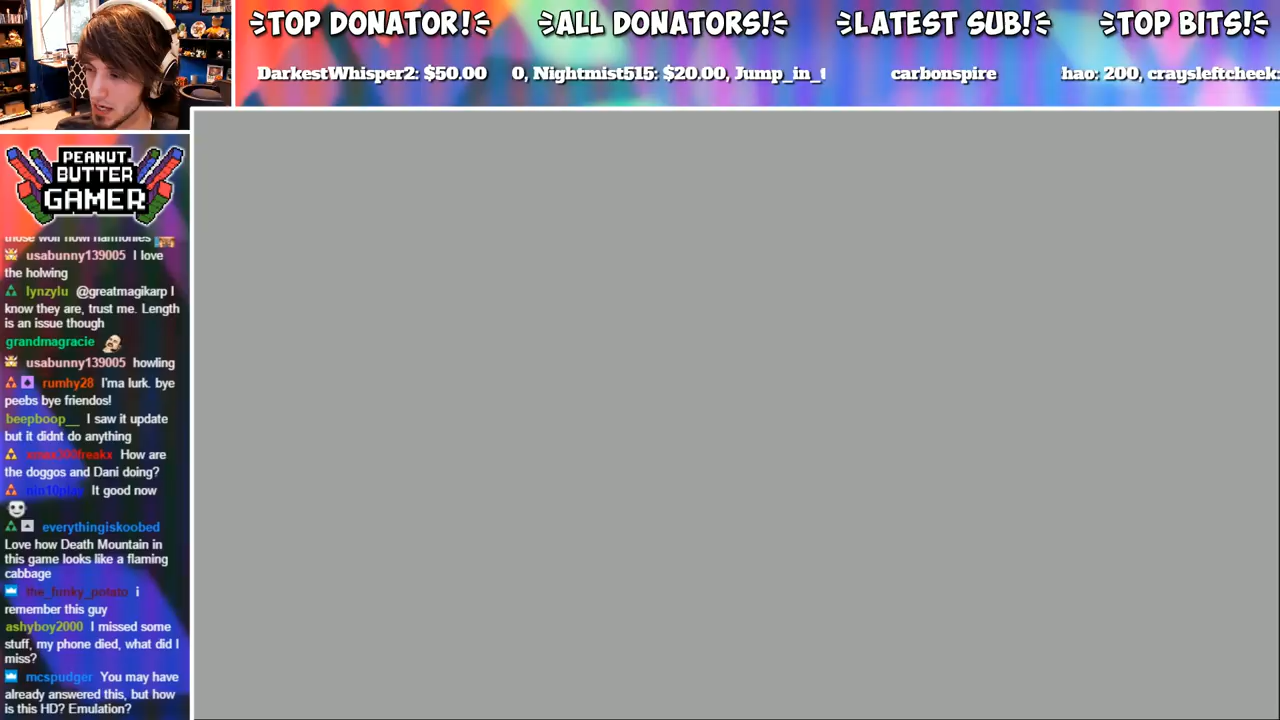 TOP DONATOR!
ALL DONATORS!
LATEST SUB!
TOP BITS!
DarkestWhisper2: $50.00
0, Nightmist515: $20.00, Jump_in_t
carbonspire
hao: 200, craysleftcheek:
PEANUT
BUTTER
GAMER
those wolf howl harmonies
usabunny139005 I love
the holwing
lynzylu @greatmagikarp I
know they are, trust me. Length
is an issue though
grandmagracie
usabunny139005 howling
rumhy28 I'ma lurk. bye
peebs bye friendos!
beepboop__ I saw it update
but it didnt do anything
How are
the doggos and Dani doing?
It good now
everythingiskoobed
Love how Death Mountain in
this game looks like a flaming
cabbage
the_funky_potato i
remember this guy
ashyboy2000 I missed some
stuff, my phone died, what did I
miss?
mcspudger You may have
already answered this, but how
is this HD? Emulation?